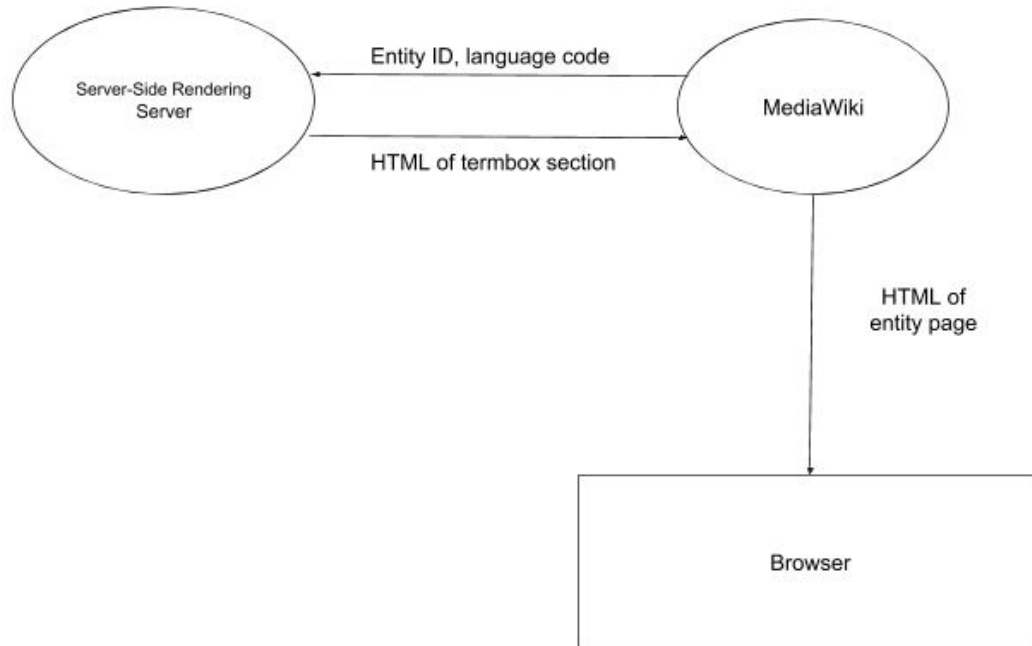 Entity ID, language code
Server-Side Rendering
Server
MediaWiki
HTML of termbox section
HTML of
entity page
Browser